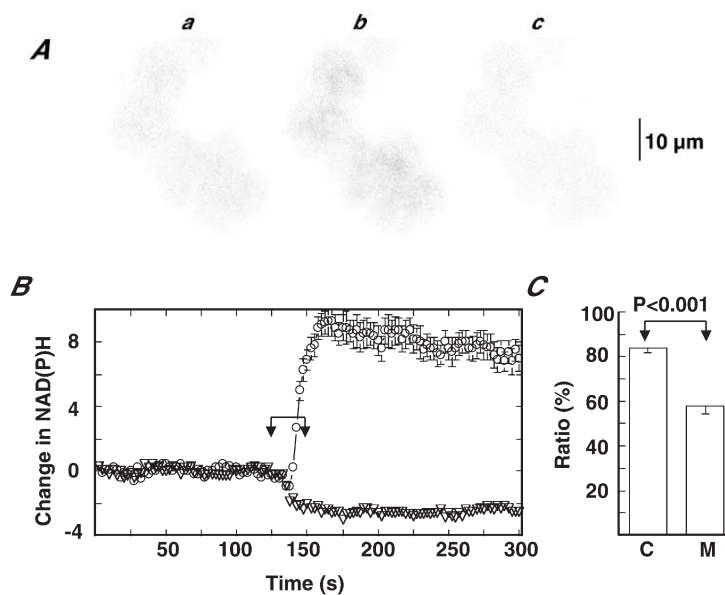 a b c
A
10 µm
B
Change in NAD(P)H
8
4
0
-4
50 100 150 200 250 300
Time (s)
C
P<0.001
Ratio (%)
100
80
60
40
20
C M